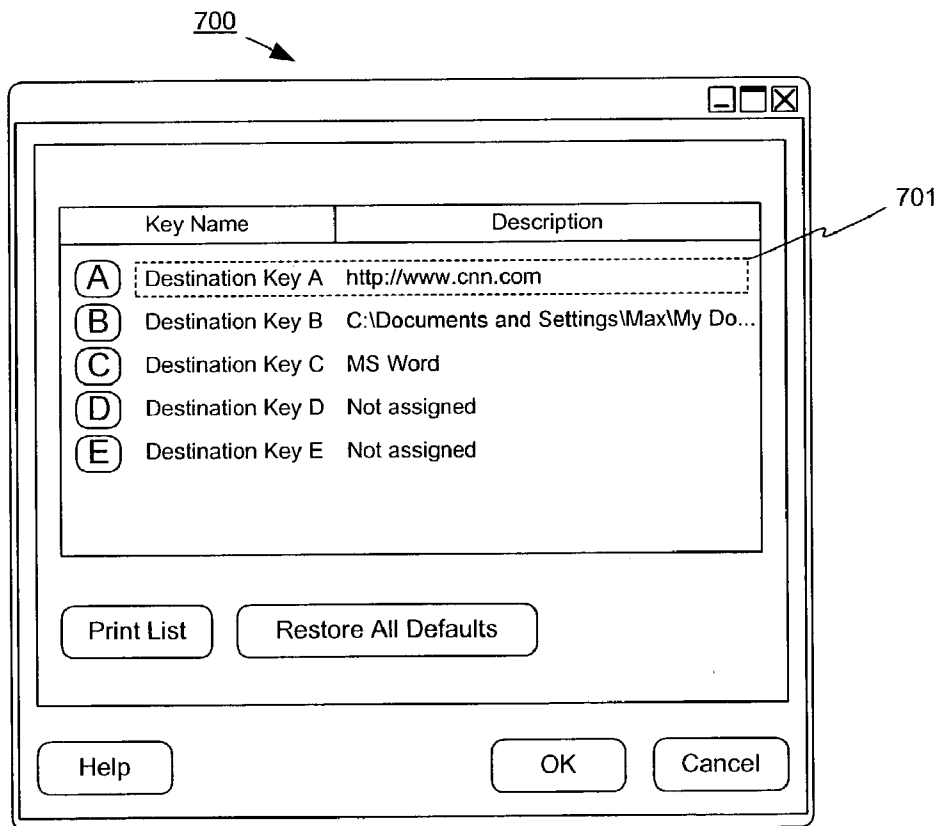 700
701
Key Name Description
A Destination Key A http://www.cnn.com
B Destination Key B C:\Documents and Settings\Max\My Do...
C Destination Key C MS Word
D Destination Key D Not assigned
E Destination Key E Not assigned
Print List Restore All Defaults
Help OK Cancel